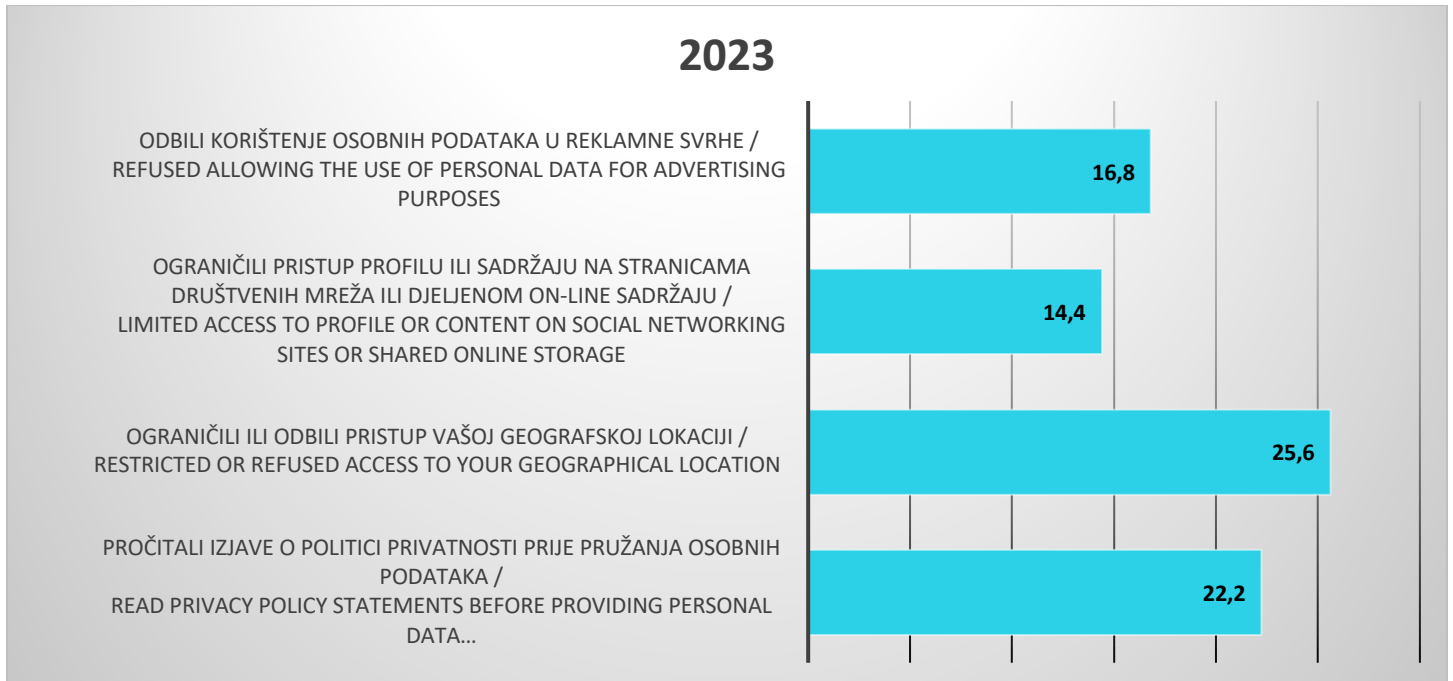 2023
ODBILI KORIŠTENJE OSOBNIH PODATAKA U REKLAMNE SVRHE /
REFUSED ALLOWING THE USE OF PERSONAL DATA FOR ADVERTISING
PURPOSES
16,8
OGRANIČILI PRISTUP PROFILU ILI SADRŽAJU NA STRANICAMA
DRUŠTVENIH MREŽA ILI DJELJENOM ON-LINE SADRŽAJU /
LIMITED ACCESS TO PROFILE OR CONTENT ON SOCIAL NETWORKING
SITES OR SHARED ONLINE STORAGE
14,4
OGRANIČILI ILI ODBILI PRISTUP VAŠOJ GEOGRAFSKOJ LOKACIJI /
RESTRICTED OR REFUSED ACCESS TO YOUR GEOGRAPHICAL LOCATION
25,6
PROČITALI IZJAVE O POLITICI PRIVATNOSTI PRIJE PRUŽANJA OSOBNIH
PODATAKA /
READ PRIVACY POLICY STATEMENTS BEFORE PROVIDING PERSONAL
DATA…
22,2